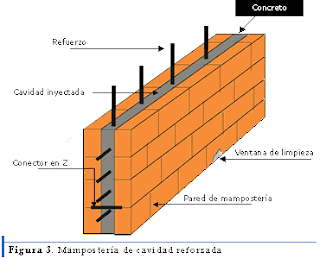 Concreto
Refuerzo
Cavidad inyectada
Conector en Z
Ventana de limpieza
Pared de mampostería
Figura 3. Mampostería de cavidad reforzada